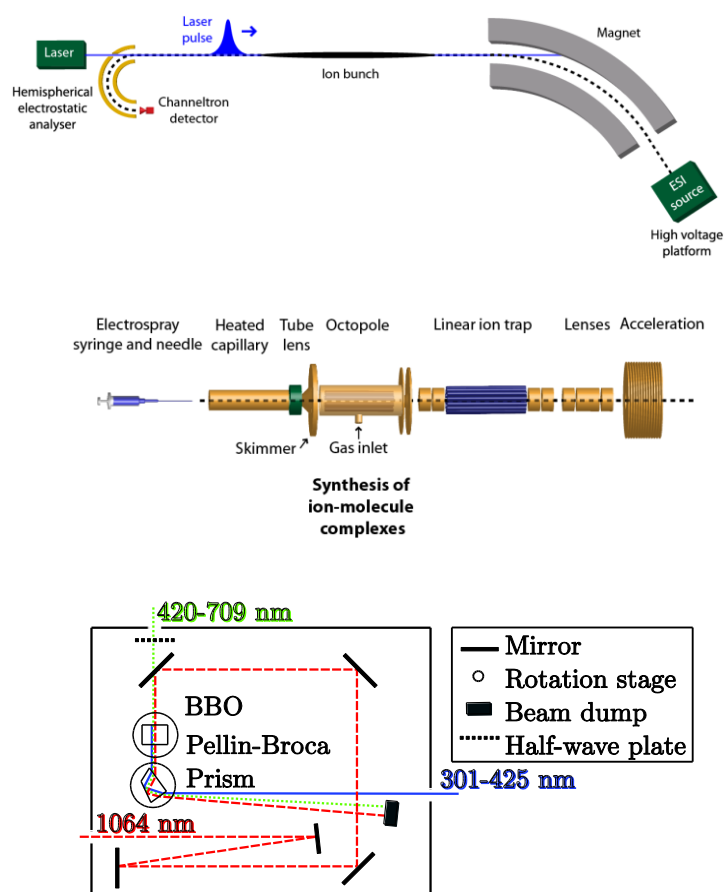 Laser
pulse
Laser
Magnet
Ion bunch
Hemispherical
electrostatic
analyser
Channeltron
detector
ESI
source
High voltage
platform
Electrospray
syringe and needle
Heated
capillary
Tube
lens
Octopole
Linear ion trap
Lenses
Acceleration
Skimmer
Gas inlet
Synthesis of
ion-molecule
complexes
420-709 nm
BBO
Pellin-Broca
Prism
301-425 nm
1064 nm
Mirror
Rotation stage
Beam dump
Half-wave plate